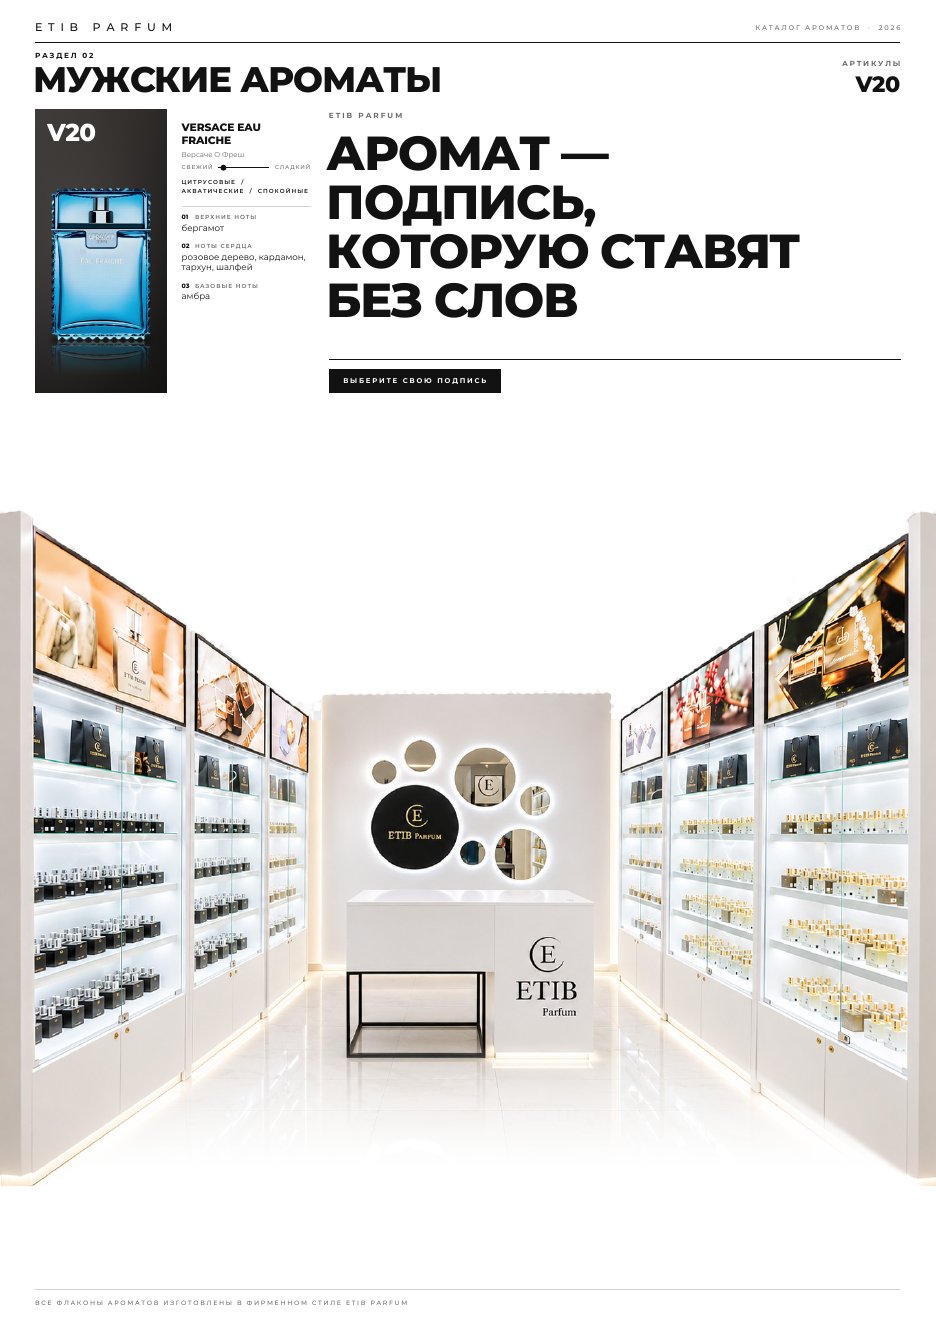 ETIB PARFUM
КАТАЛОГ АРОМАТОВ · 2026
РАЗДЕЛ 02
МУЖСКИЕ АРОМАТЫ
АРТИКУЛЫ
V20
V20
EAU FRAICHE
VERSACE EAU
FRAICHE
Версаче О Фреш
СВЕЖИЙ СЛАДКИЙ
ЦИТРУСОВЫЕ /
АКВАТИЧЕСКИЕ / СПОКОЙНЫЕ
01 ВЕРХНИЕ НОТЫ
бергамот
02 НОТЫ СЕРДЦА
розовое дерево, кардамон,
тархун, шалфей
03 БАЗОВЫЕ НОТЫ
амбра
ETIB PARFUM
АРОМАТ —
ПОДПИСЬ,
КОТОРУЮ СТАВЯТ
БЕЗ СЛОВ
ВЫБЕРИТЕ СВОЮ ПОДПИСЬ
E
ETIB PARFUM
E
E
ETIB
Parfum
ВСЕ ФЛАКОНЫ АРОМАТОВ ИЗГОТОВЛЕНЫ В ФИРМЕННОМ СТИЛЕ ETIB PARFUM